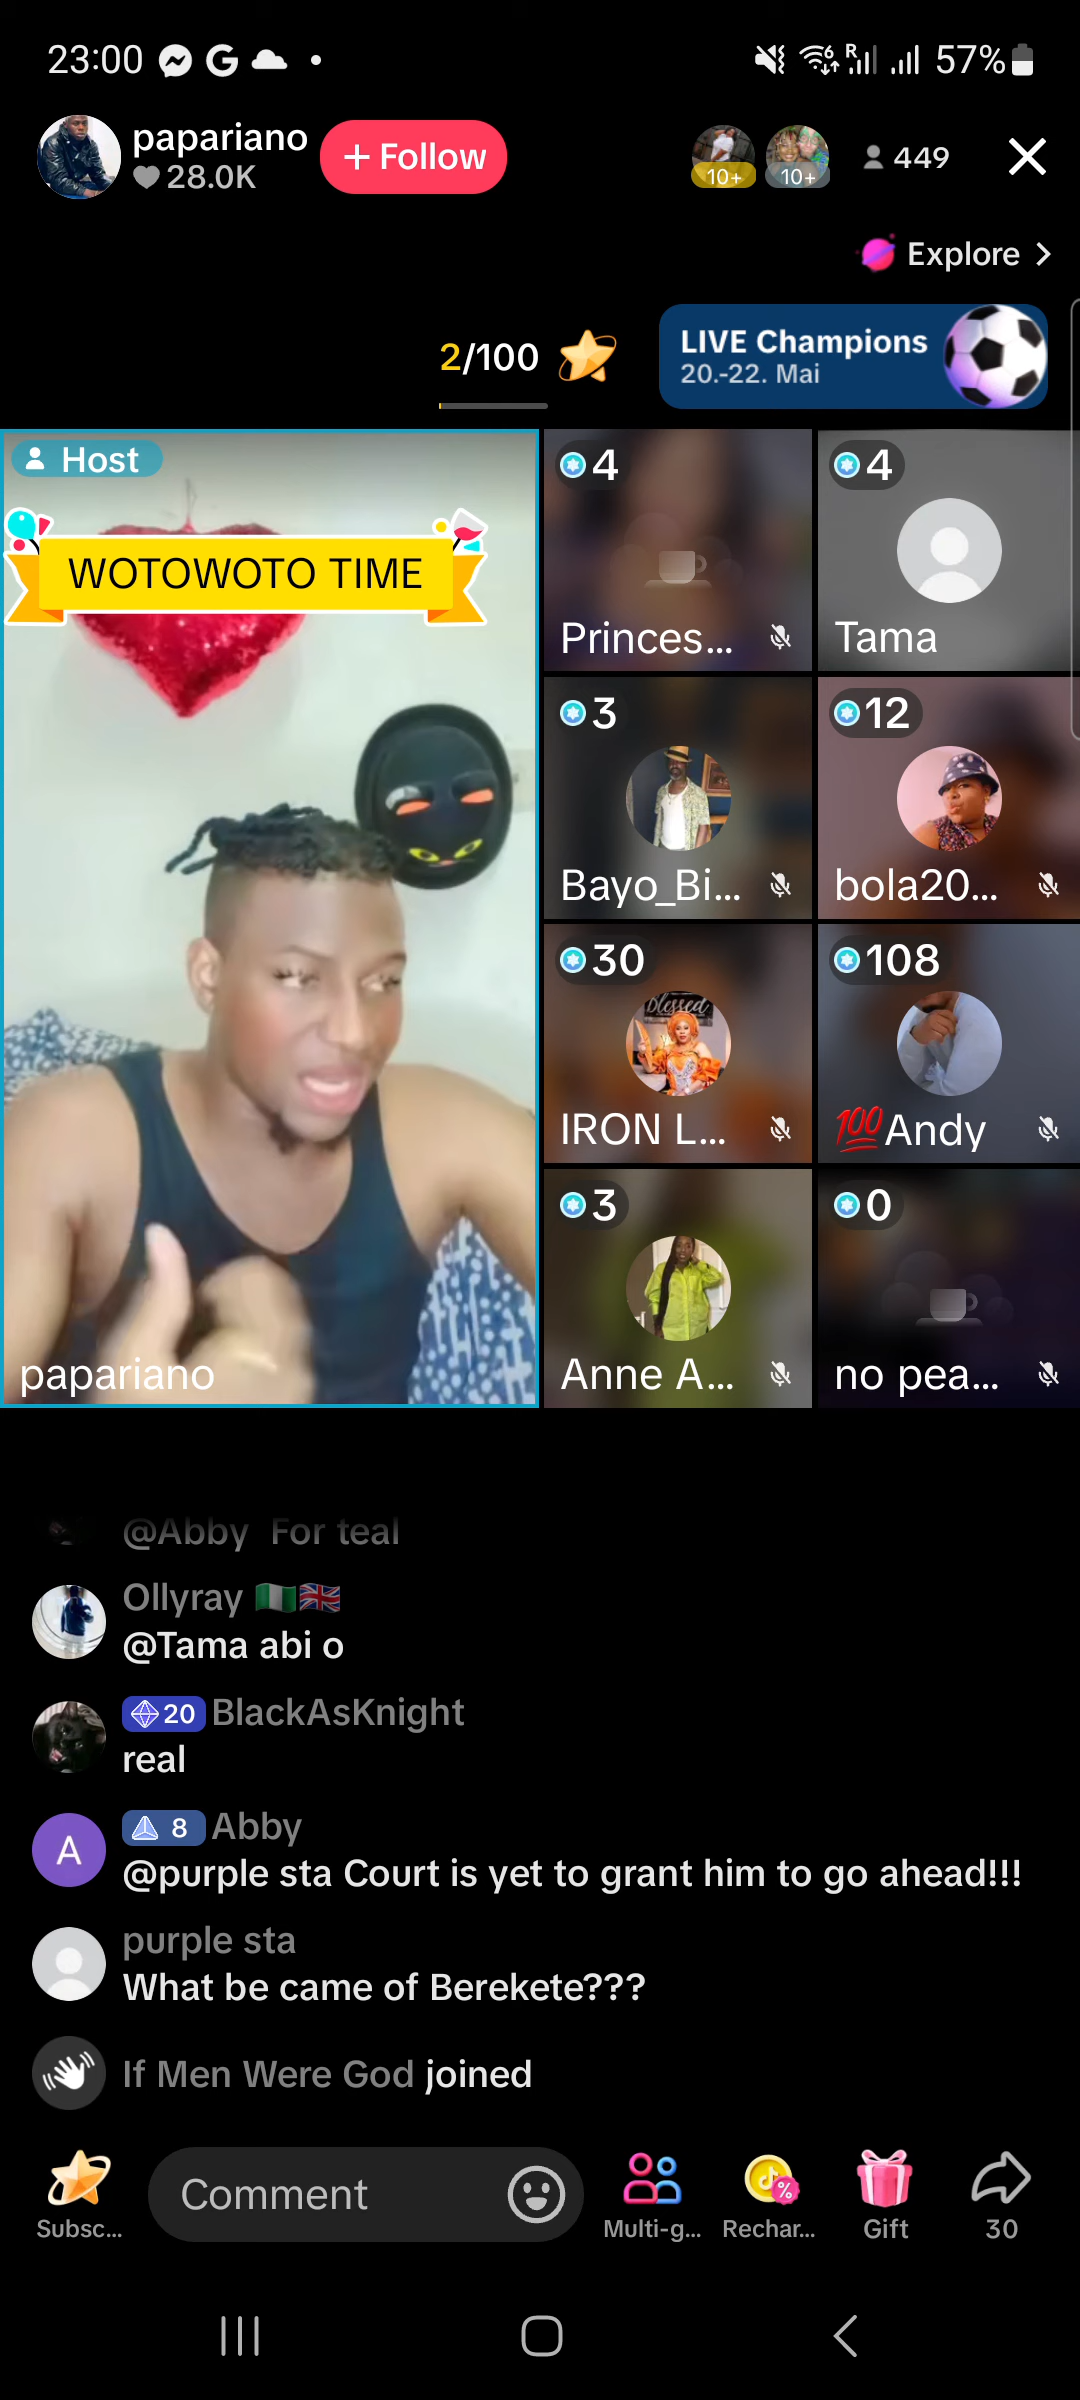 23:00
57%
papariano
28.0K
+ Follow
10+
10+
449
Explore
2/100
LIVE Champions
20.-22. Mai
Host
WOTOWOTO TIME
papariano
4
Princes...
4
Tama
3
Bayo_Bi...
12
bola20...
30
Blessed
IRON L...
108
💯Andy
3
Anne A...
0
no pea...
@Abby For teal
Ollyray 🇳🇬🇬🇧
@Tama abi o
20 BlackAsKnight
real
A
8 Abby
@purple sta Court is yet to grant him to go ahead!!!
purple sta
What be came of Berekete???
If Men Were God joined
Comment
Subsc...
Multi-g...
Rechar...
Gift
30